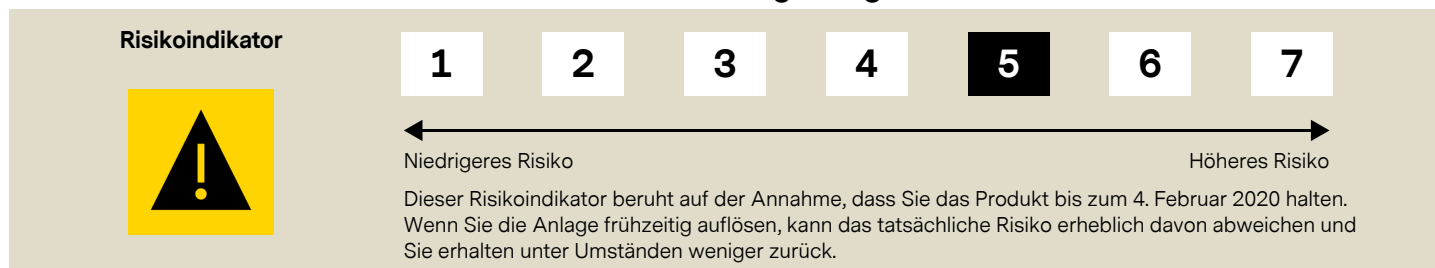 Risikoindikator
1 2 3 4 5 6 7
Niedrigeres Risiko Höheres Risiko
Dieser Risikoindikator beruht auf der Annahme, dass Sie das Produkt bis zum 4. Februar 2020 halten.
Wenn Sie die Anlage frühzeitig auflösen, kann das tatsächliche Risiko erheblich davon abweichen und
Sie erhalten unter Umständen weniger zurück.